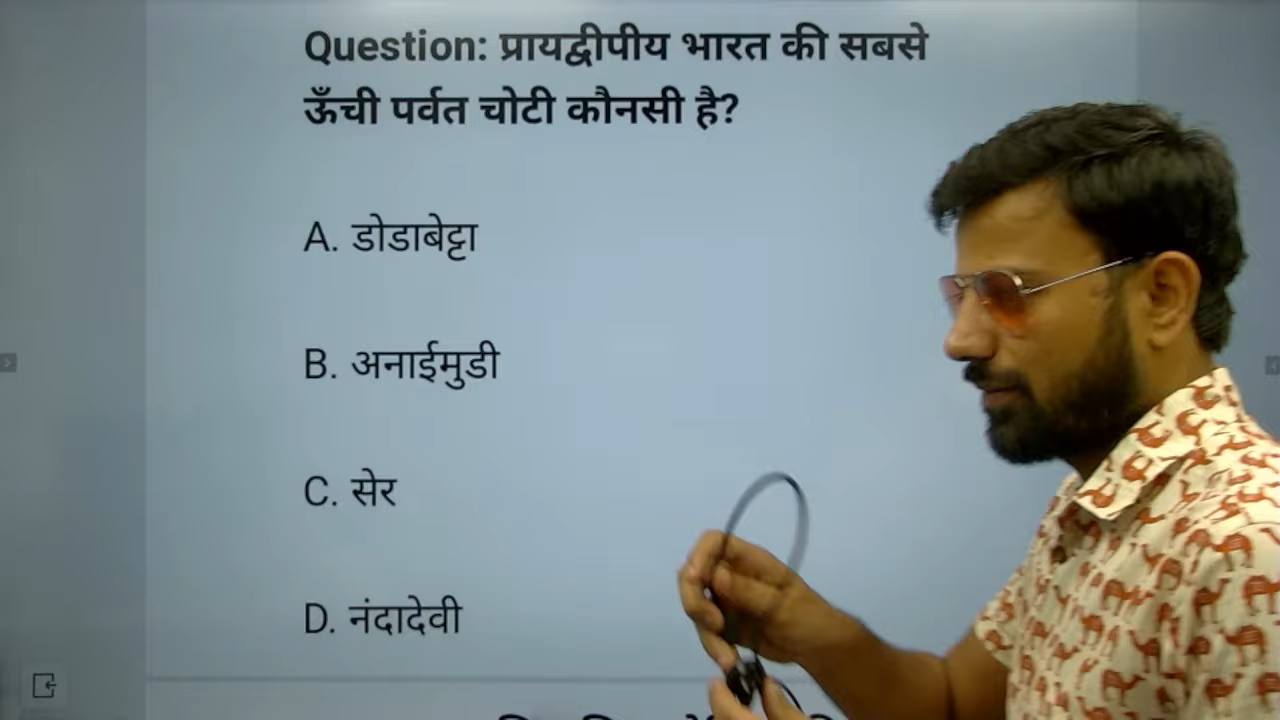 Question: प्रायद्वीपीय भारत की सबसे
ऊँची पर्वत चोटी कौनसी है?
A. डोडाबेट्टा
B. अनाईमुडी
C. सेर
D. नंदादेवी